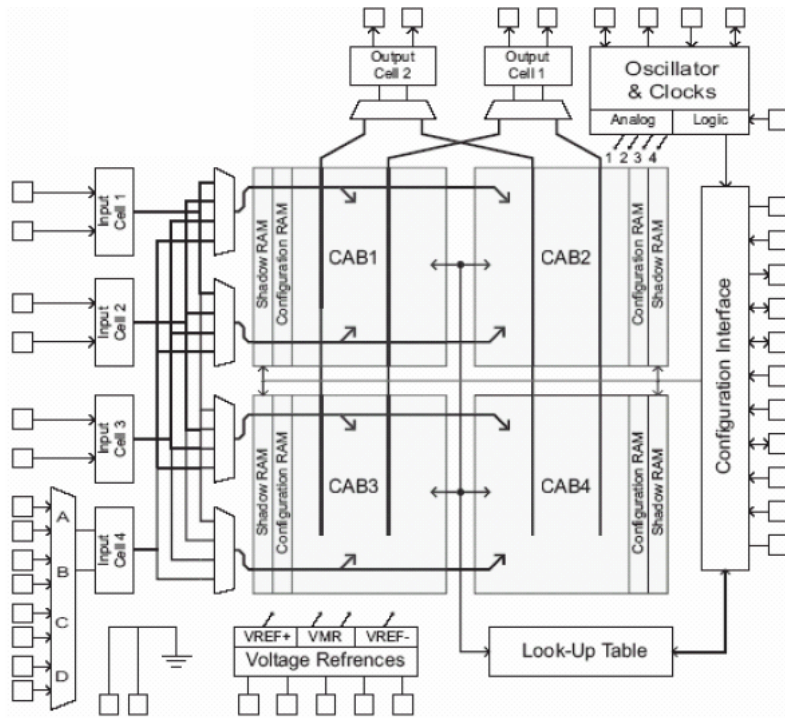 Output
Cell 2
Output
Cell 1
Oscillator
& Clocks
Analog
Logic
1 2 3 4
Input
Cell 1
Shadow RAM
Configuration RAM
CAB1
CAB2
Configuration RAM
Shadow RAM
Input
Cell 2
Configuration Interface
Input
Cell 3
Shadow RAM
Configuration RAM
CAB3
CAB4
Configuration RAM
Shadow RAM
A
B
C
D
Input
Cell 4
VREF+
VMR
VREF-
Voltage Refrences
Look-Up Table